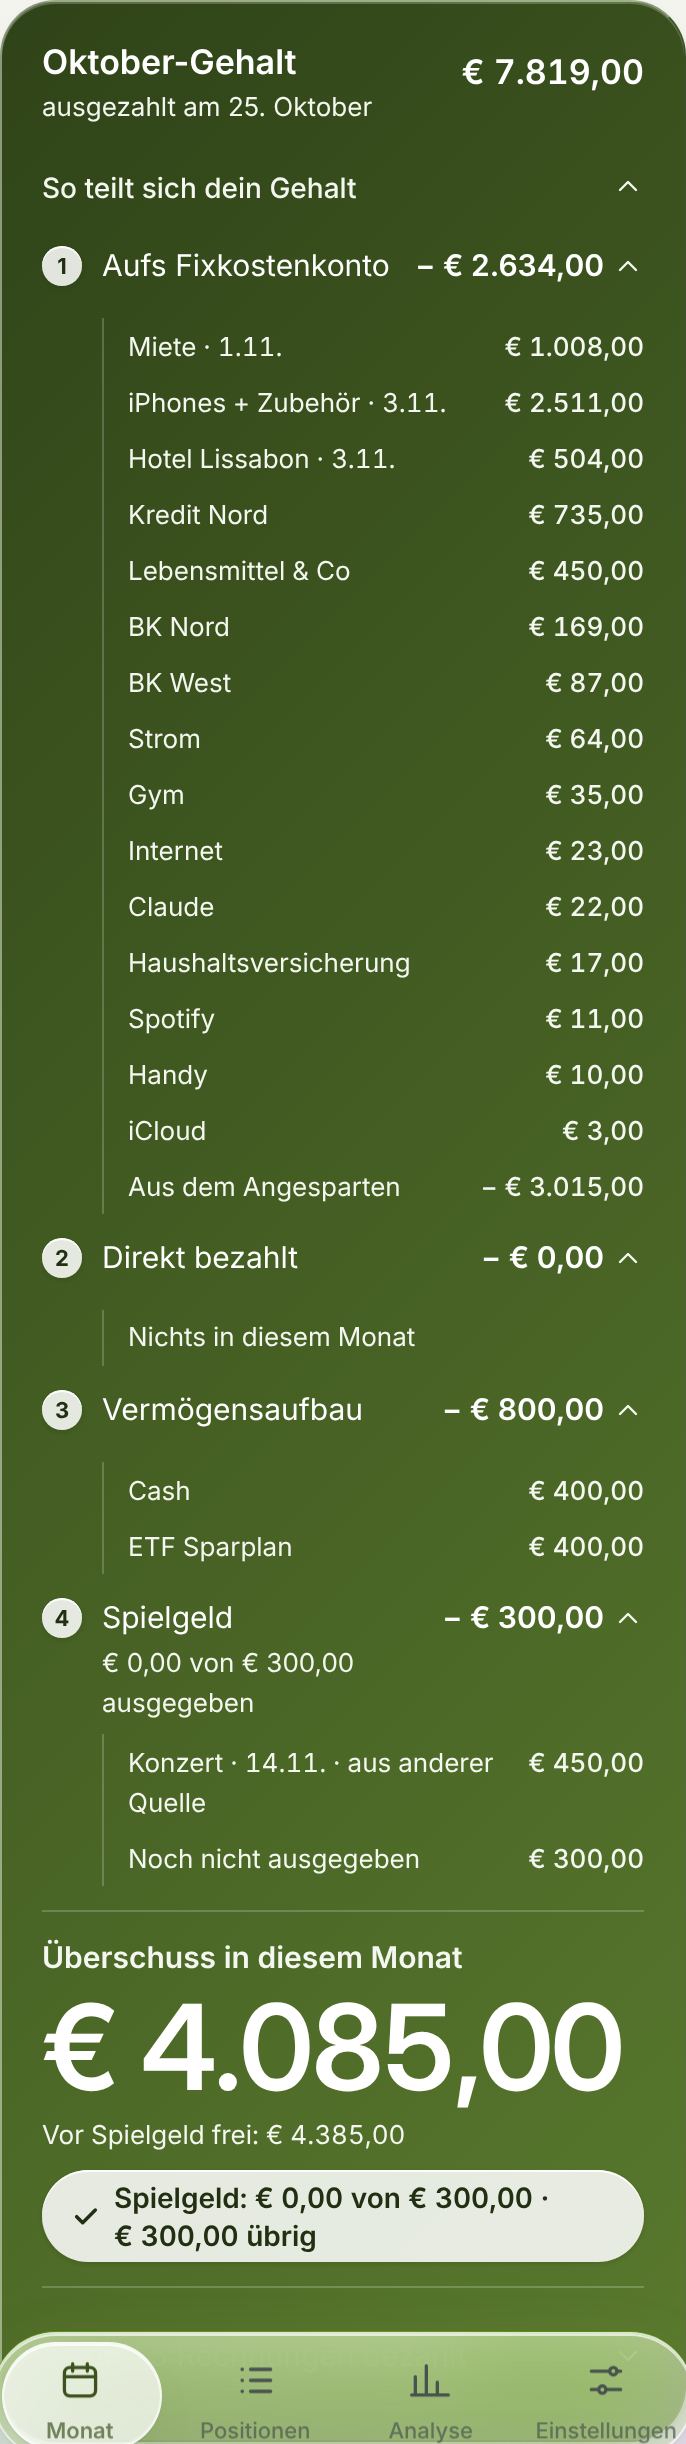 Oktober-Gehalt
€ 7.819,00
ausgezahlt am 25. Oktober
So teilt sich dein Gehalt
1 Aufs Fixkostenkonto – € 2.634,00
Miete · 1.11. € 1.008,00
iPhones + Zubehör · 3.11. € 2.511,00
Hotel Lissabon · 3.11. € 504,00
Kredit Nord € 735,00
Lebensmittel & Co € 450,00
BK Nord € 169,00
BK West € 87,00
Strom € 64,00
Gym € 35,00
Internet € 23,00
Claude € 22,00
Haushaltsversicherung € 17,00
Spotify € 11,00
Handy € 10,00
iCloud € 3,00
Aus dem Angesparten – € 3.015,00
2 Direkt bezahlt – € 0,00
Nichts in diesem Monat
3 Vermögensaufbau – € 800,00
Cash € 400,00
ETF Sparplan € 400,00
4 Spielgeld – € 300,00
€ 0,00 von € 300,00
ausgegeben
Konzert · 14.11. · aus anderer € 450,00
Quelle
Noch nicht ausgegeben € 300,00
Überschuss in diesem Monat
€ 4.085,00
Vor Spielgeld frei: € 4.385,00
Spielgeld: € 0,00 von € 300,00 ·
€ 300,00 übrig
Rechnungen bezahlt
Monat Positionen Analyse Einstellungen